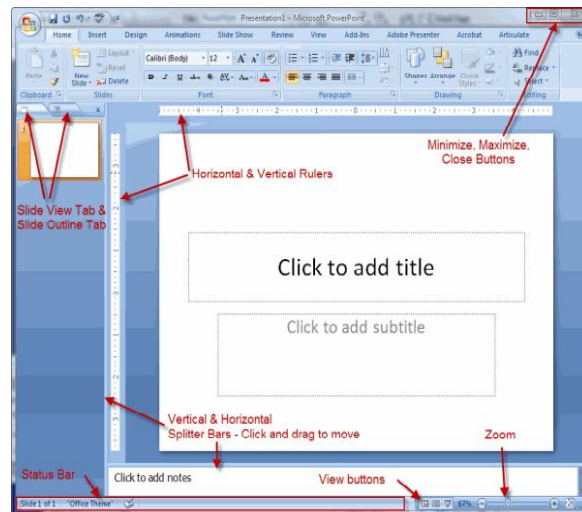 Presentation1 - Microsoft PowerPoint
Home Insert Design Animations Slide Show Review View Add-Ins Adobe Presenter Acrobat Articulate
Paste
New
Slide
Layout
Reset
Delete
Calibri (Body) 12
Shapes Arrange Quick
Styles
Find
Replace
Select
Clipboard Slides Font Paragraph Drawing Editing
Minimize, Maximize,
Close Buttons
Horizontal & Vertical Rulers
Slide View Tab &
Slide Outline Tab
Click to add title
Click to add subtitle
Vertical & Horizontal
Splitter Bars - Click and drag to move
Zoom
Status Bar
Click to add notes
View buttons
Slide 1 of 1 "Office Theme" 67%